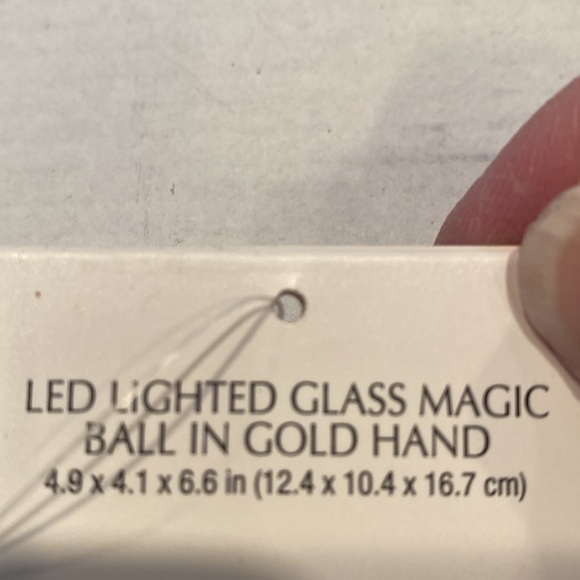 LED LIGHTED GLASS MAGIC
BALL IN GOLD HAND
4.9 x 4.1 x 6.6 in (12.4 x 10.4 x 16.7 cm)